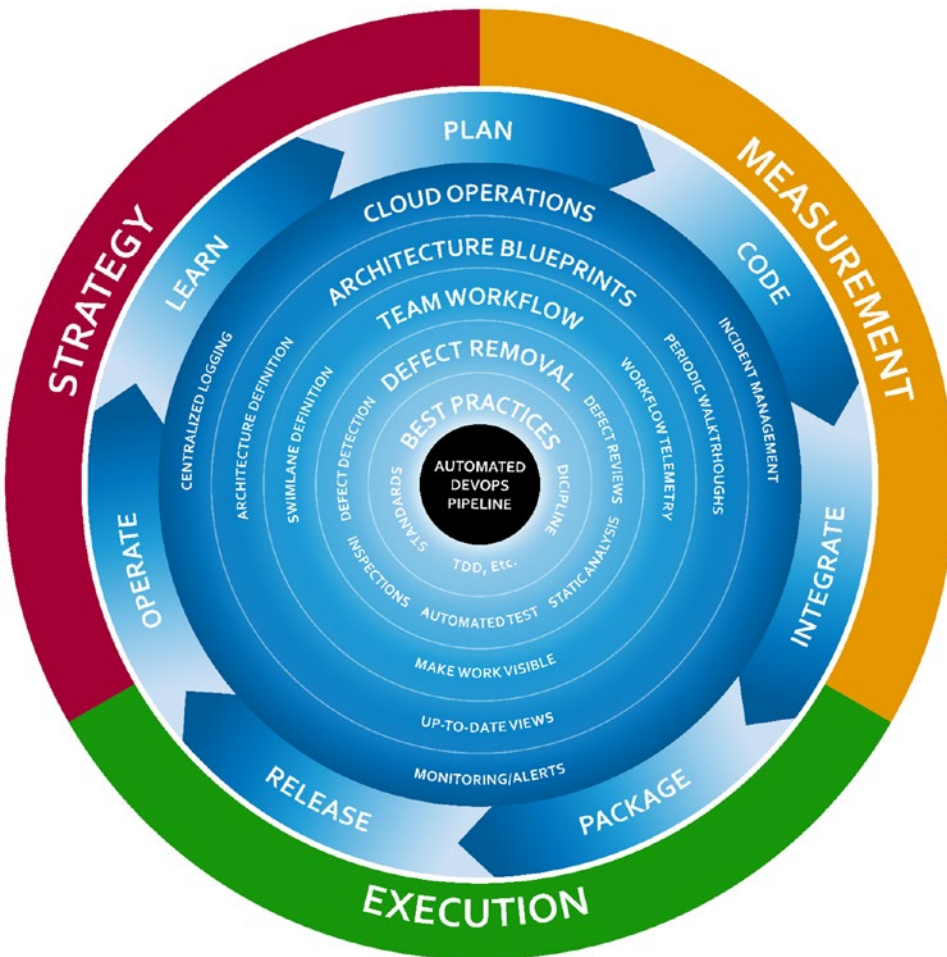 STRATEGY
MEASUREMENT
EXECUTION
PLAN
CODE
INTEGRATE
PACKAGE
RELEASE
OPERATE
LEARN
CLOUD OPERATIONS
CENTRALIZED LOGGING
INCIDENT MANAGEMENT
MONITORING/ALERTS
ARCHITECTURE BLUEPRINTS
ARCHITECTURE DEFINITION
PERIODIC WALKTRHOUGHS
UP-TO-DATE VIEWS
TEAM WORKFLOW
SWIMLANE DEFINITION
WORKFLOW TELEMETRY
MAKE WORK VISIBLE
DEFECT REMOVAL
DEFECT DETECTION
DEFECT REVIEWS
INSPECTIONS
AUTOMATED TEST
STATIC ANALYSIS
BEST PRACTICES
STANDARDS
DICIPLINE
TDD, Etc.
AUTOMATED
DEVOPS
PIPELINE